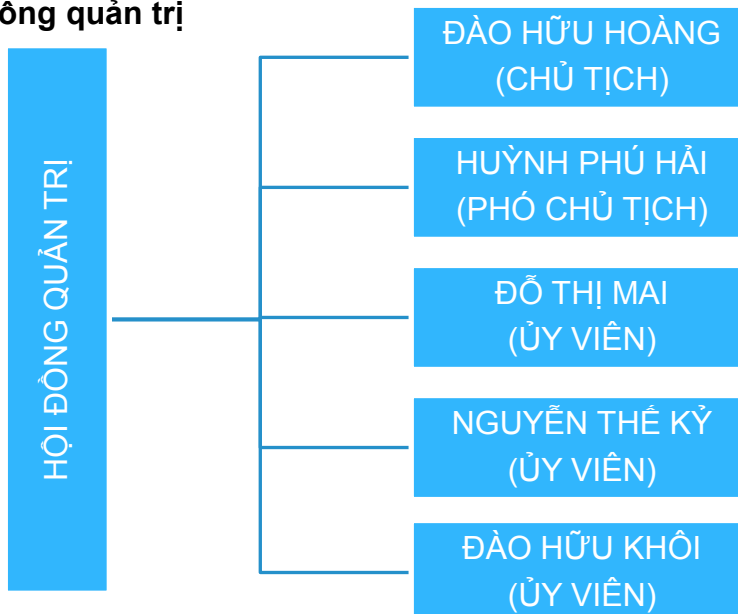 ông quản trị
HỘI ĐỒNG QUẢN TRỊ
ĐÀO HỮU HOÀNG
(CHỦ TỊCH)
HUỲNH PHÚ HẢI
(PHÓ CHỦ TỊCH)
ĐỖ THỊ MAI
(ỦY VIÊN)
NGUYỄN THẾ KỶ
(ỦY VIÊN)
ĐÀO HỮU KHÔI
(ỦY VIÊN)